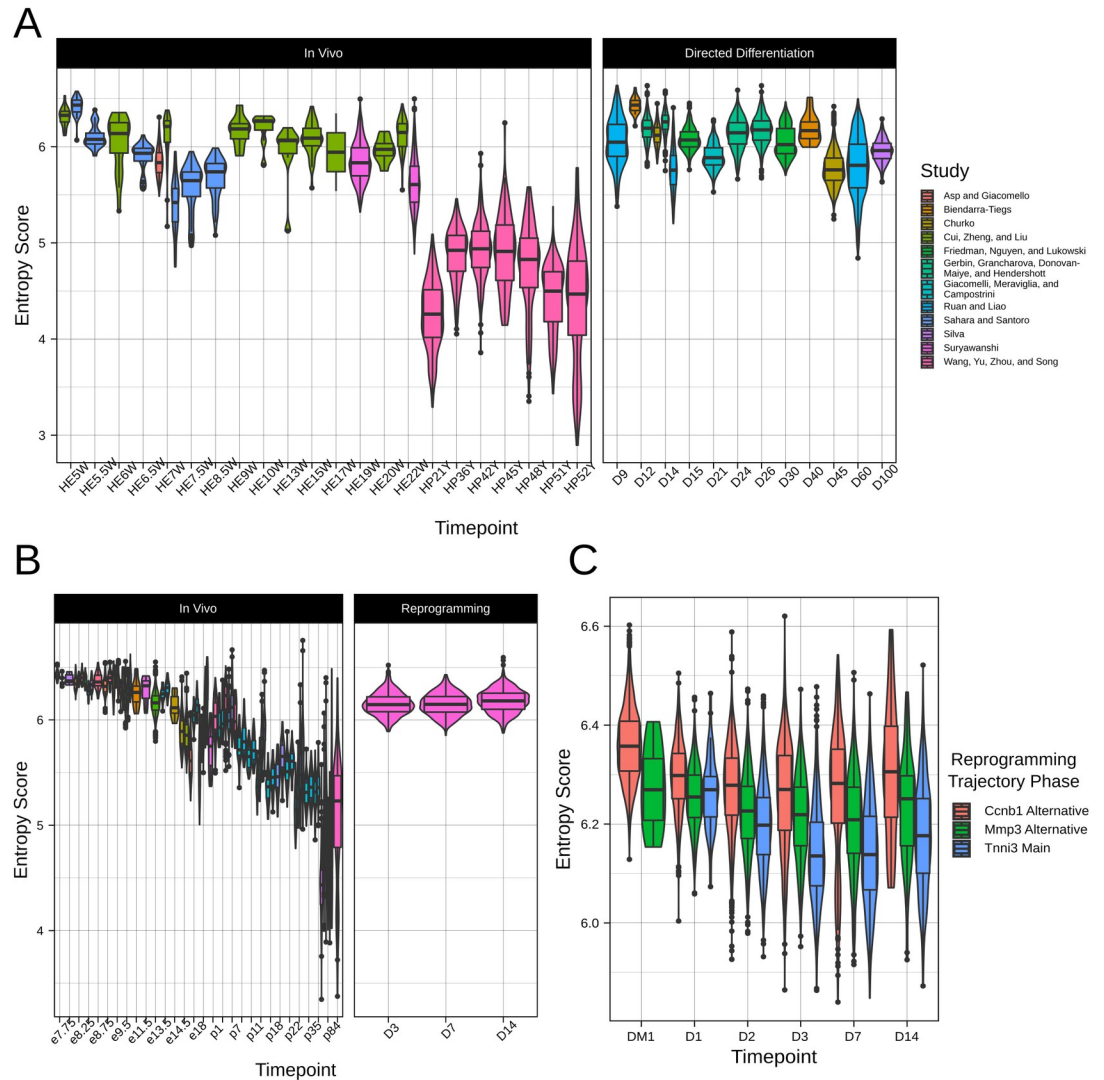 A
In Vivo
Directed Differentiation
6
5
4
3
Entropy Score
HE5W
HE5.5W
HE6W
HE6.5W
HE7W
HE7.5W
HE8.5W
HE9W
HE10W
HE13W
HE15W
HE17W
HE19W
HE20W
HE22W
HP21Y
HP36Y
HP42Y
HP45Y
HP48Y
HP51Y
HP52Y
D9
D12
D14
D15
D21
D24
D26
D30
D40
D45
D60
D100
Timepoint
Study
Asp and Giacomello
Biendarra-Tiegs
Churko
Cui, Zheng, and Liu
Friedman, Nguyen, and Lukowski
Gerbin, Grancharova, Donovan-
Maiye, and Hendershott
Giacomelli, Meraviglia, and
Campostrini
Ruan and Liao
Sahara and Santoro
Silva
Suryawanshi
Wang, Yu, Zhou, and Song
B
In Vivo
Reprogramming
6
5
4
Entropy Score
e7.75
e8.25
e8.75
e9.5
e11.5
e13.5
e14.5
e18
p1
p7
p11
p18
p22
p35
p84
D3
D7
D14
Timepoint
C
6.6
6.4
6.2
6.0
Entropy Score
DM1
D1
D2
D3
D7
D14
Timepoint
Reprogramming
Trajectory Phase
Ccnb1 Alternative
Mmp3 Alternative
Tnni3 Main